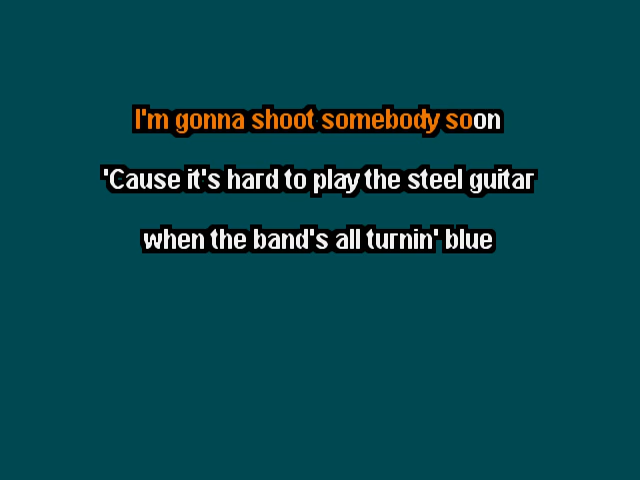 I'm gonna shoot somebody soon
'Cause it's hard to play the steel guitar
when the band's all turnin' blue